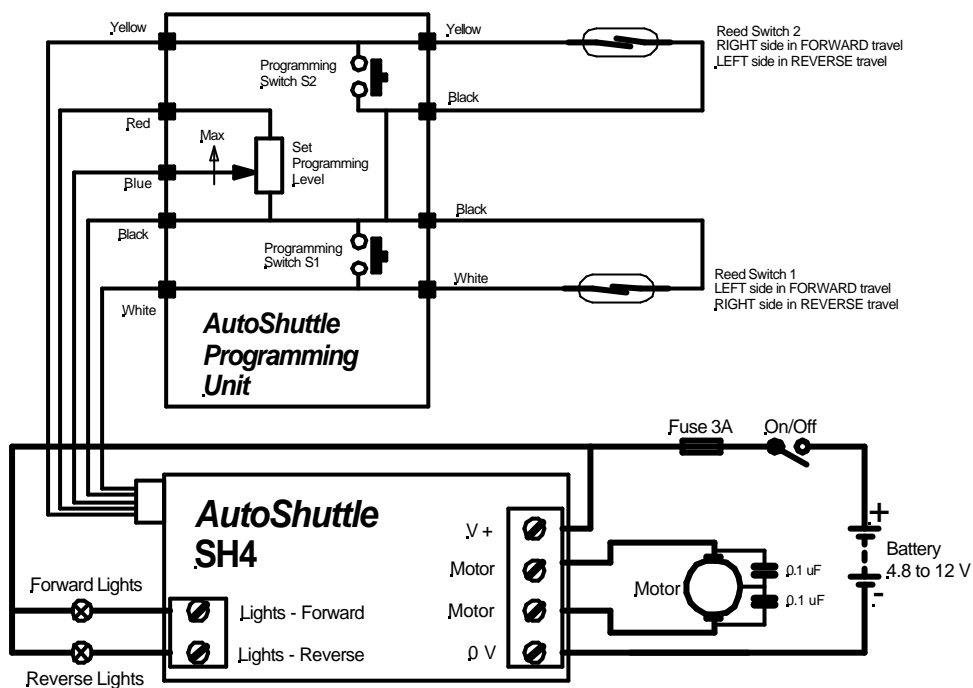 Yellow
Yellow
Reed Switch 2
RIGHT side in FORWARD travel
LEFT side in REVERSE travel
Programming
Switch S2
Black
Red
Max
Set
Programming
Level
Blue
Black
Black
Programming
Switch S1
White
White
Reed Switch 1
LEFT side in FORWARD travel
RIGHT side in REVERSE travel
AutoShuttle
Programming
Unit
Fuse 3A
On/Off
AutoShuttle
SH4
V +
Motor
Motor
0 V
Motor
0.1 uF
0.1 uF
+
-
Battery
4.8 to 12 V
Forward Lights
Lights - Forward
Lights - Reverse
Reverse Lights